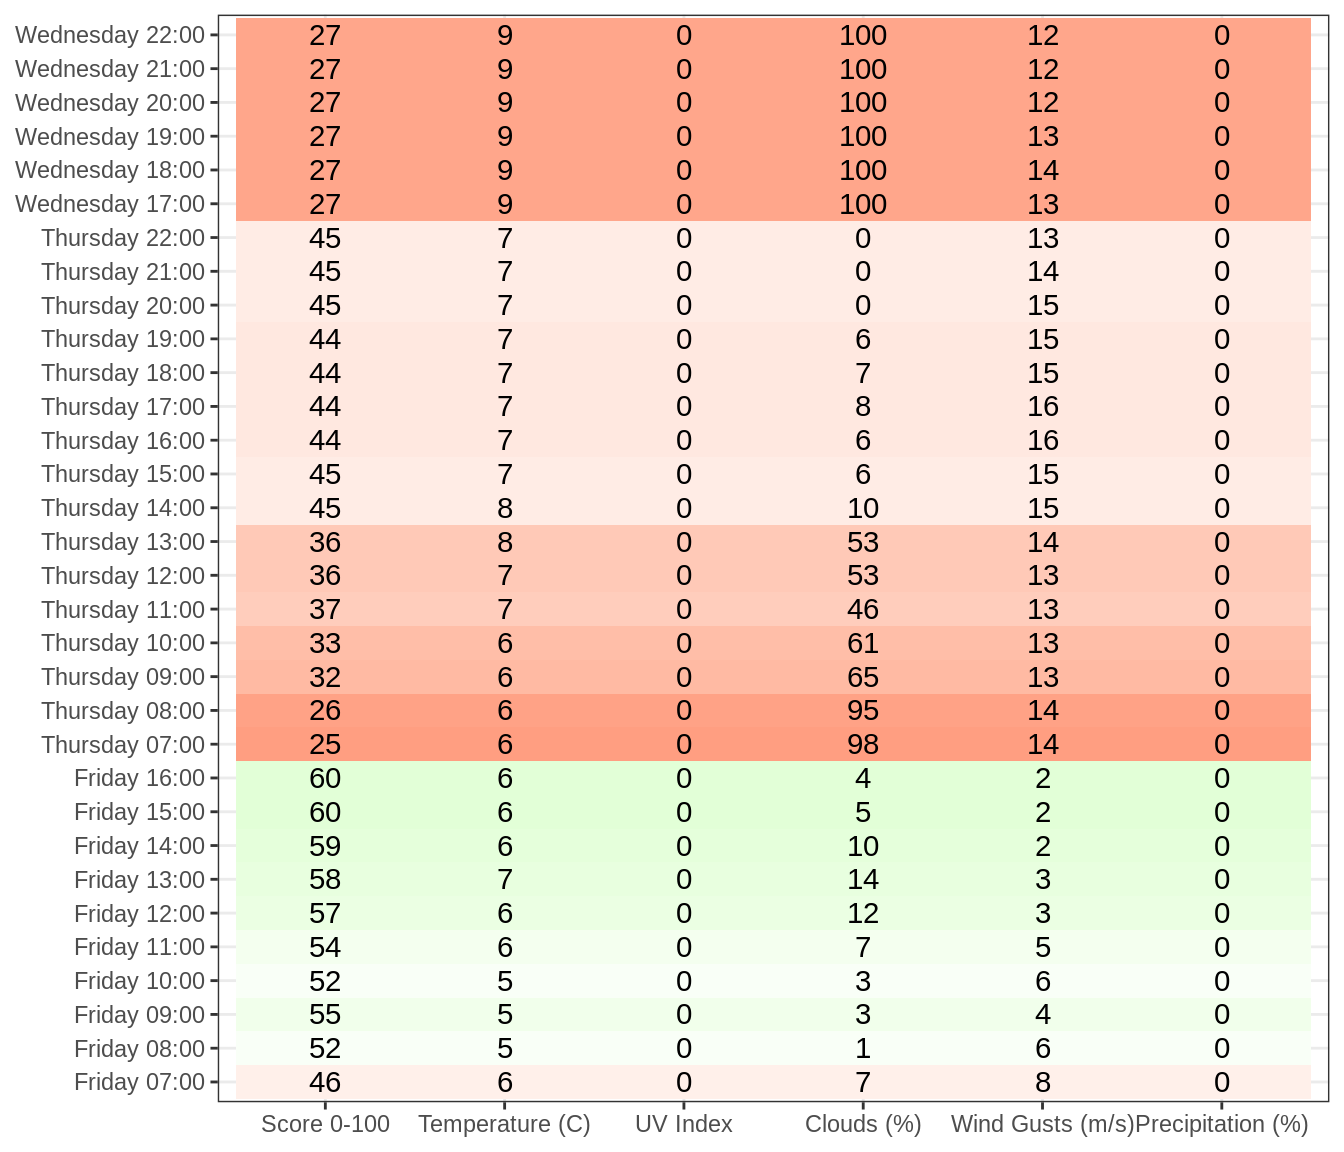 Wednesday 22:00 27 9 0 100 12 0
Wednesday 21:00 27 9 0 100 12 0
Wednesday 20:00 27 9 0 100 12 0
Wednesday 19:00 27 9 0 100 13 0
Wednesday 18:00 27 9 0 100 14 0
Wednesday 17:00 27 9 0 100 13 0
Thursday 22:00 45 7 0 0 13 0
Thursday 21:00 45 7 0 0 14 0
Thursday 20:00 45 7 0 0 15 0
Thursday 19:00 44 7 0 6 15 0
Thursday 18:00 44 7 0 7 15 0
Thursday 17:00 44 7 0 8 16 0
Thursday 16:00 44 7 0 6 16 0
Thursday 15:00 45 7 0 6 15 0
Thursday 14:00 45 8 0 10 15 0
Thursday 13:00 36 8 0 53 14 0
Thursday 12:00 36 7 0 53 13 0
Thursday 11:00 37 7 0 46 13 0
Thursday 10:00 33 6 0 61 13 0
Thursday 09:00 32 6 0 65 13 0
Thursday 08:00 26 6 0 95 14 0
Thursday 07:00 25 6 0 98 14 0
Friday 16:00 60 6 0 4 2 0
Friday 15:00 60 6 0 5 2 0
Friday 14:00 59 6 0 10 2 0
Friday 13:00 58 7 0 14 3 0
Friday 12:00 57 6 0 12 3 0
Friday 11:00 54 6 0 7 5 0
Friday 10:00 52 5 0 3 6 0
Friday 09:00 55 5 0 3 4 0
Friday 08:00 52 5 0 1 6 0
Friday 07:00 46 6 0 7 8 0
Score 0-100 Temperature (C) UV Index Clouds (%) Wind Gusts (m/s) Precipitation (%)